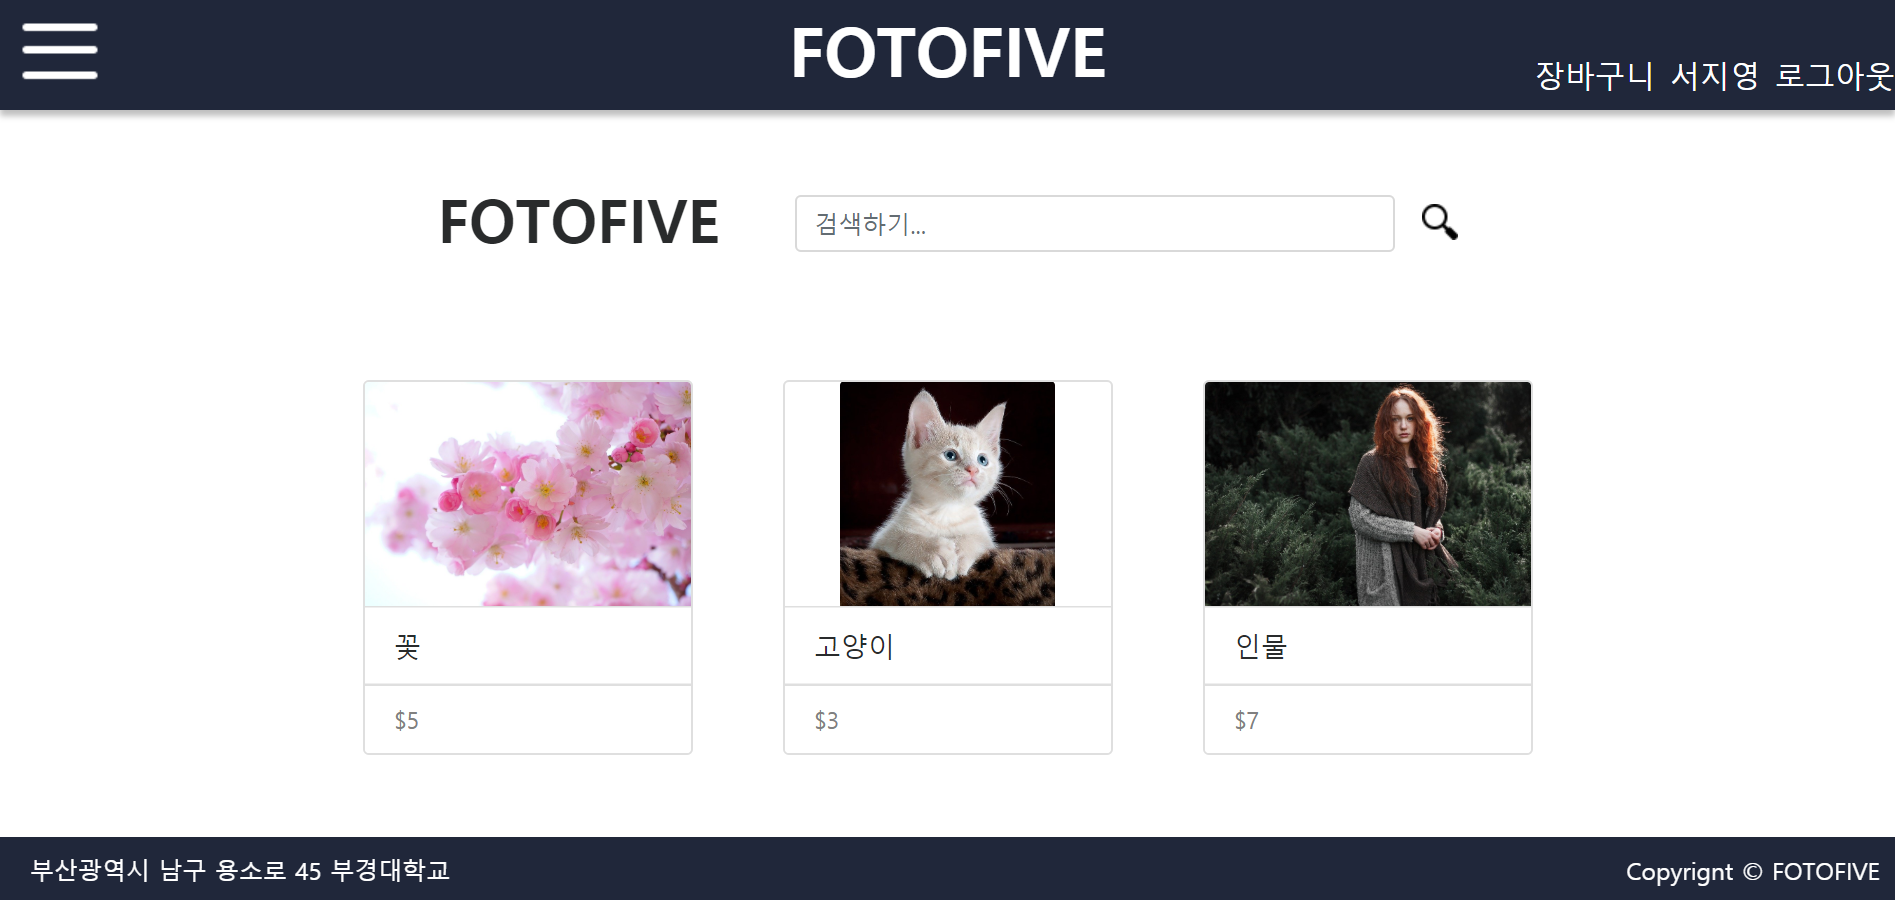 FOTOFIVE
장바구니 서지영 로그아웃
FOTOFIVE
검색하기...
꽃
고양이
인물
$5
$3
$7
부산광역시 남구 용소로 45 부경대학교
Copyrignt © FOTOFIVE